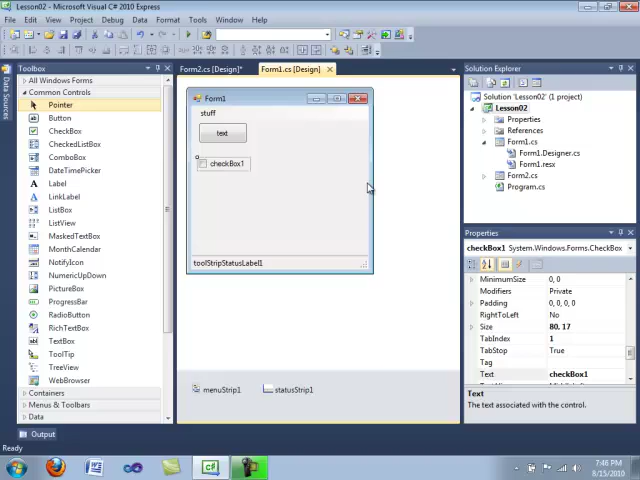 Lesson02 - Microsoft Visual C# 2010 Express
File Edit View Project Debug Data Format Tools Window Help
Toolbox
All Windows Forms
Common Controls
Pointer
Button
CheckBox
CheckedListBox
ComboBox
DateTimePicker
Label
LinkLabel
ListBox
ListView
MaskedTextBox
MonthCalendar
NotifyIcon
NumericUpDown
PictureBox
ProgressBar
RadioButton
RichTextBox
TextBox
ToolTip
TreeView
WebBrowser
Containers
Menus & Toolbars
Data
Data Sources
Form2.cs [Design]* Form1.cs [Design]
Form1
stuff
text
checkBox1
toolStripStatusLabel1
menuStrip1 statusStrip1
Solution Explorer
Solution 'Lesson02' (1 project)
Lesson02
Properties
References
Form1.cs
Form1.Designer.cs
Form1.resx
Form2.cs
Program.cs
Properties
checkBox1 System.Windows.Forms.CheckBox
MinimumSize 0, 0
Modifiers Private
Padding 0, 0, 0, 0
RightToLeft No
Size 80, 17
TabIndex 1
TabStop True
Tag
Text checkBox1
Text
The text associated with the control.
Output
Ready
7:46 PM
8/15/2010